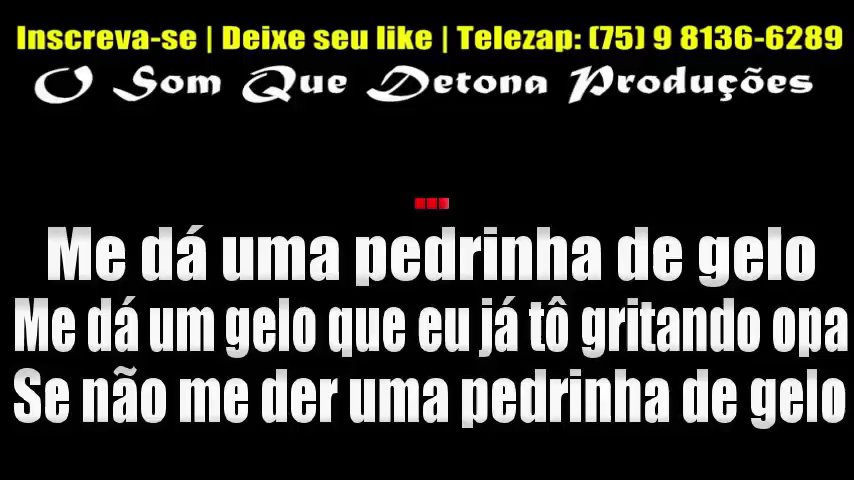 Inscreva-se | Deixe seu like | Telezap: (75) 9 8136-6289
O Som Que Detona Produções
...
Me dá uma pedrinha de gelo
Me dá um gelo que eu já tô gritando opa
Se não me der uma pedrinha de gelo